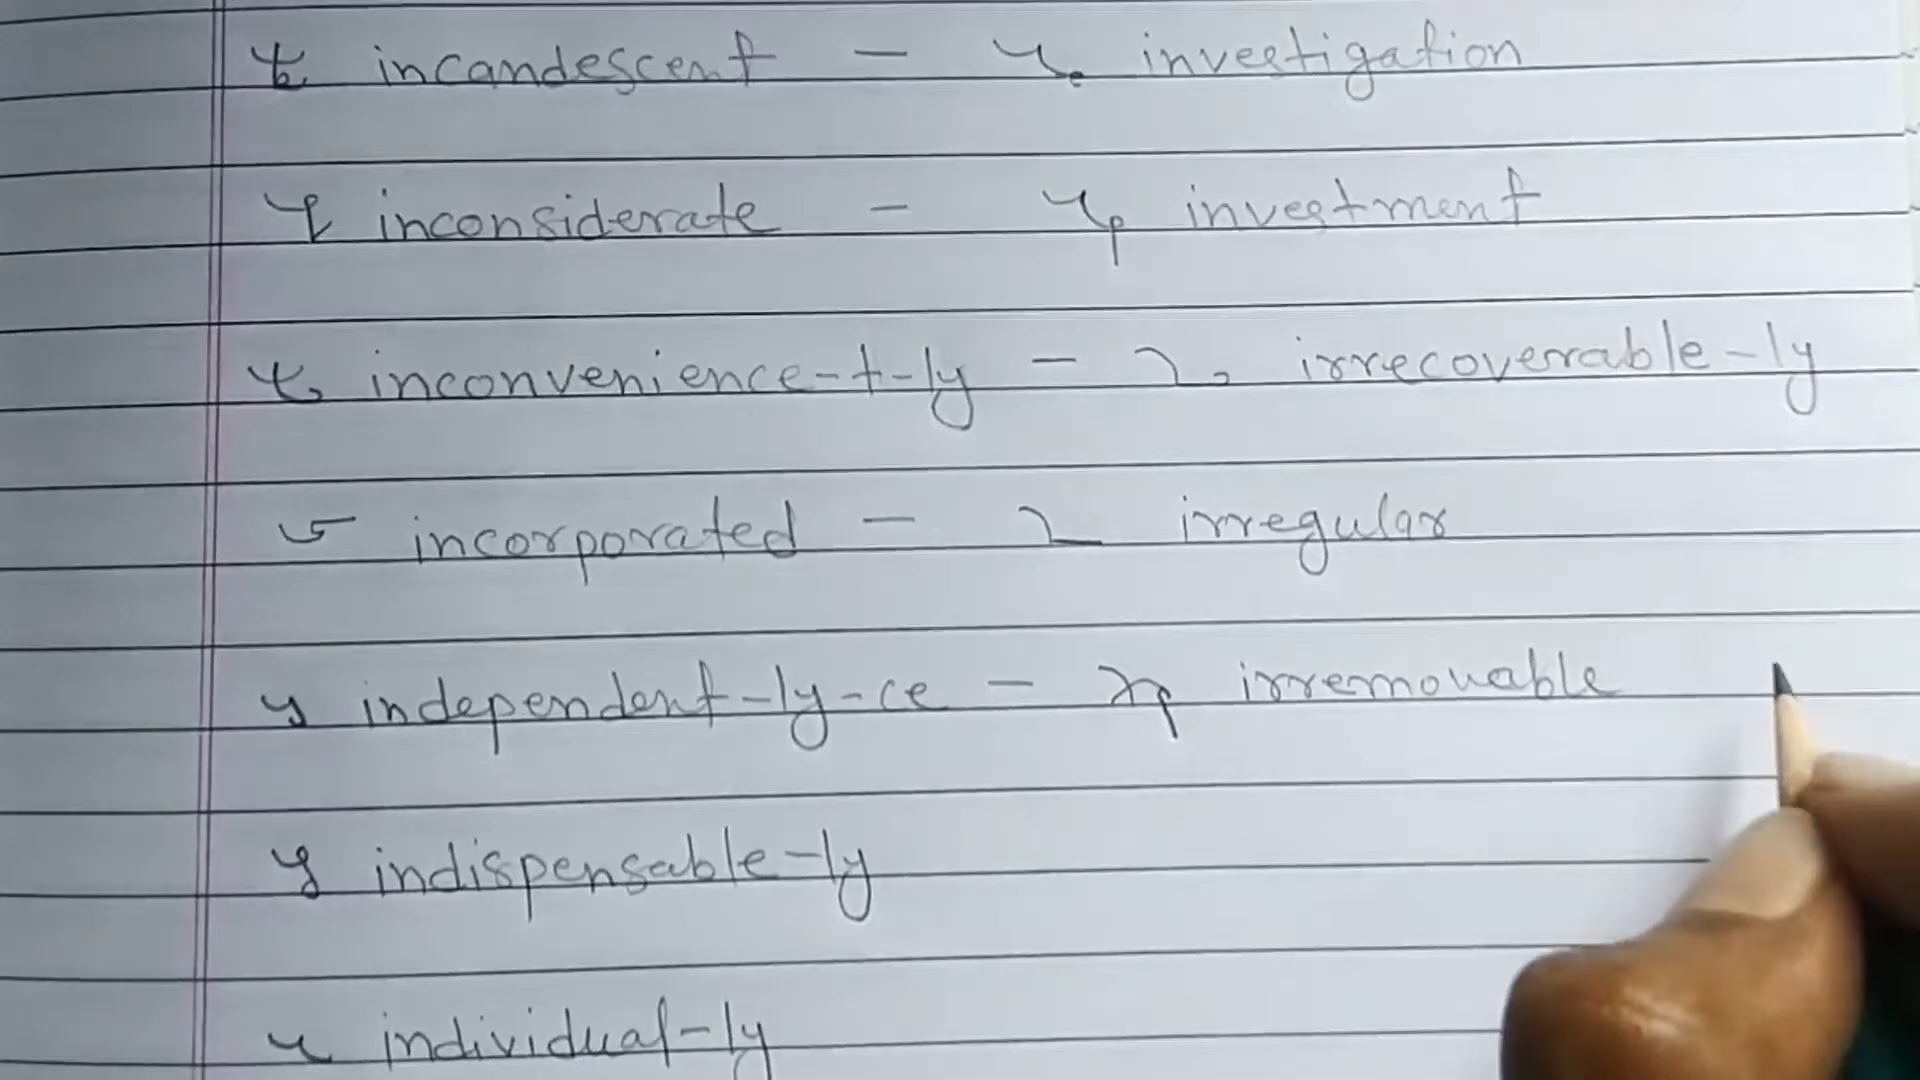 incandescent - investigation
inconsiderate - investment
inconvenience-t-ly - irrecoverable-ly
incorporated - irregular
independent-ly-ce - irremovable
indispensable-ly
individual-ly